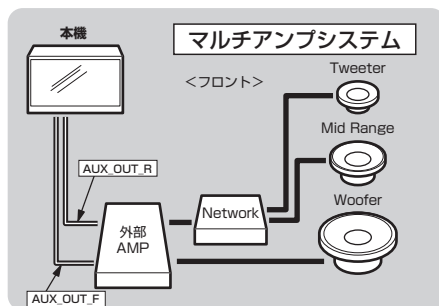 本機
マルチアンプシステム
＜フロント＞
Tweeter
Mid Range
Woofer
AUX_OUT_R
Network
外部
AMP
AUX_OUT_F